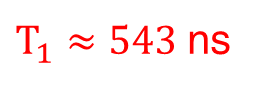 T₁ ≈ 543 ns